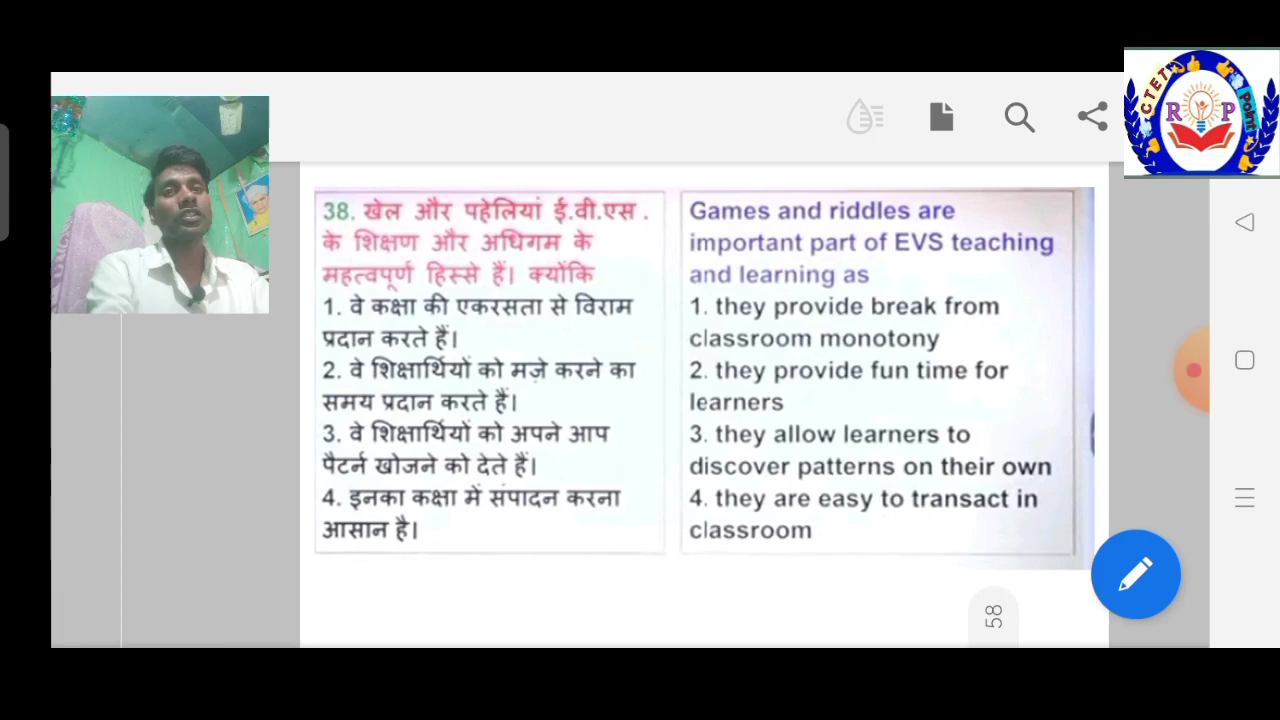 CTET
Point
R P
38. खेल और पहेलियां ई.वी.एस .
के शिक्षण और अधिगम के
महत्वपूर्ण हिस्से हैं। क्योंकि
1. वे कक्षा की एकरसता से विराम
प्रदान करते हैं।
2. वे शिक्षार्थियों को मज़े करने का
समय प्रदान करते हैं।
3. वे शिक्षार्थियों को अपने आप
पैटर्न खोजने को देते हैं।
4. इनका कक्षा में संपादन करना
आसान है।
Games and riddles are
important part of EVS teaching
and learning as
1. they provide break from
classroom monotony
2. they provide fun time for
learners
3. they allow learners to
discover patterns on their own
4. they are easy to transact in
classroom
58